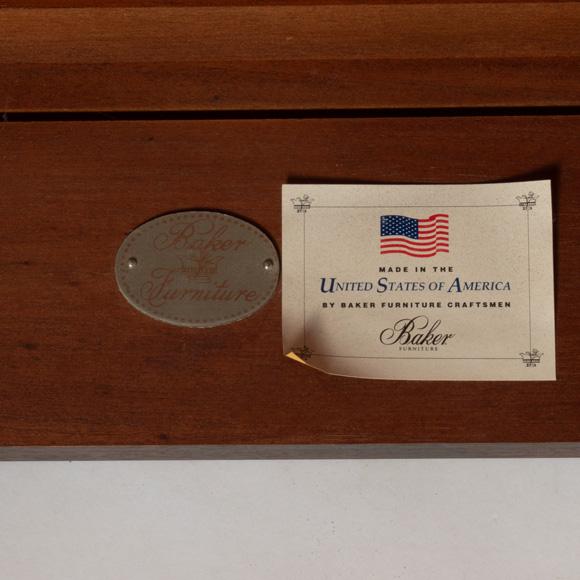 Baker
Furniture
MADE IN THE
UNITED STATES OF AMERICA
BY BAKER FURNITURE CRAFTSMEN
Baker
FURNITURE